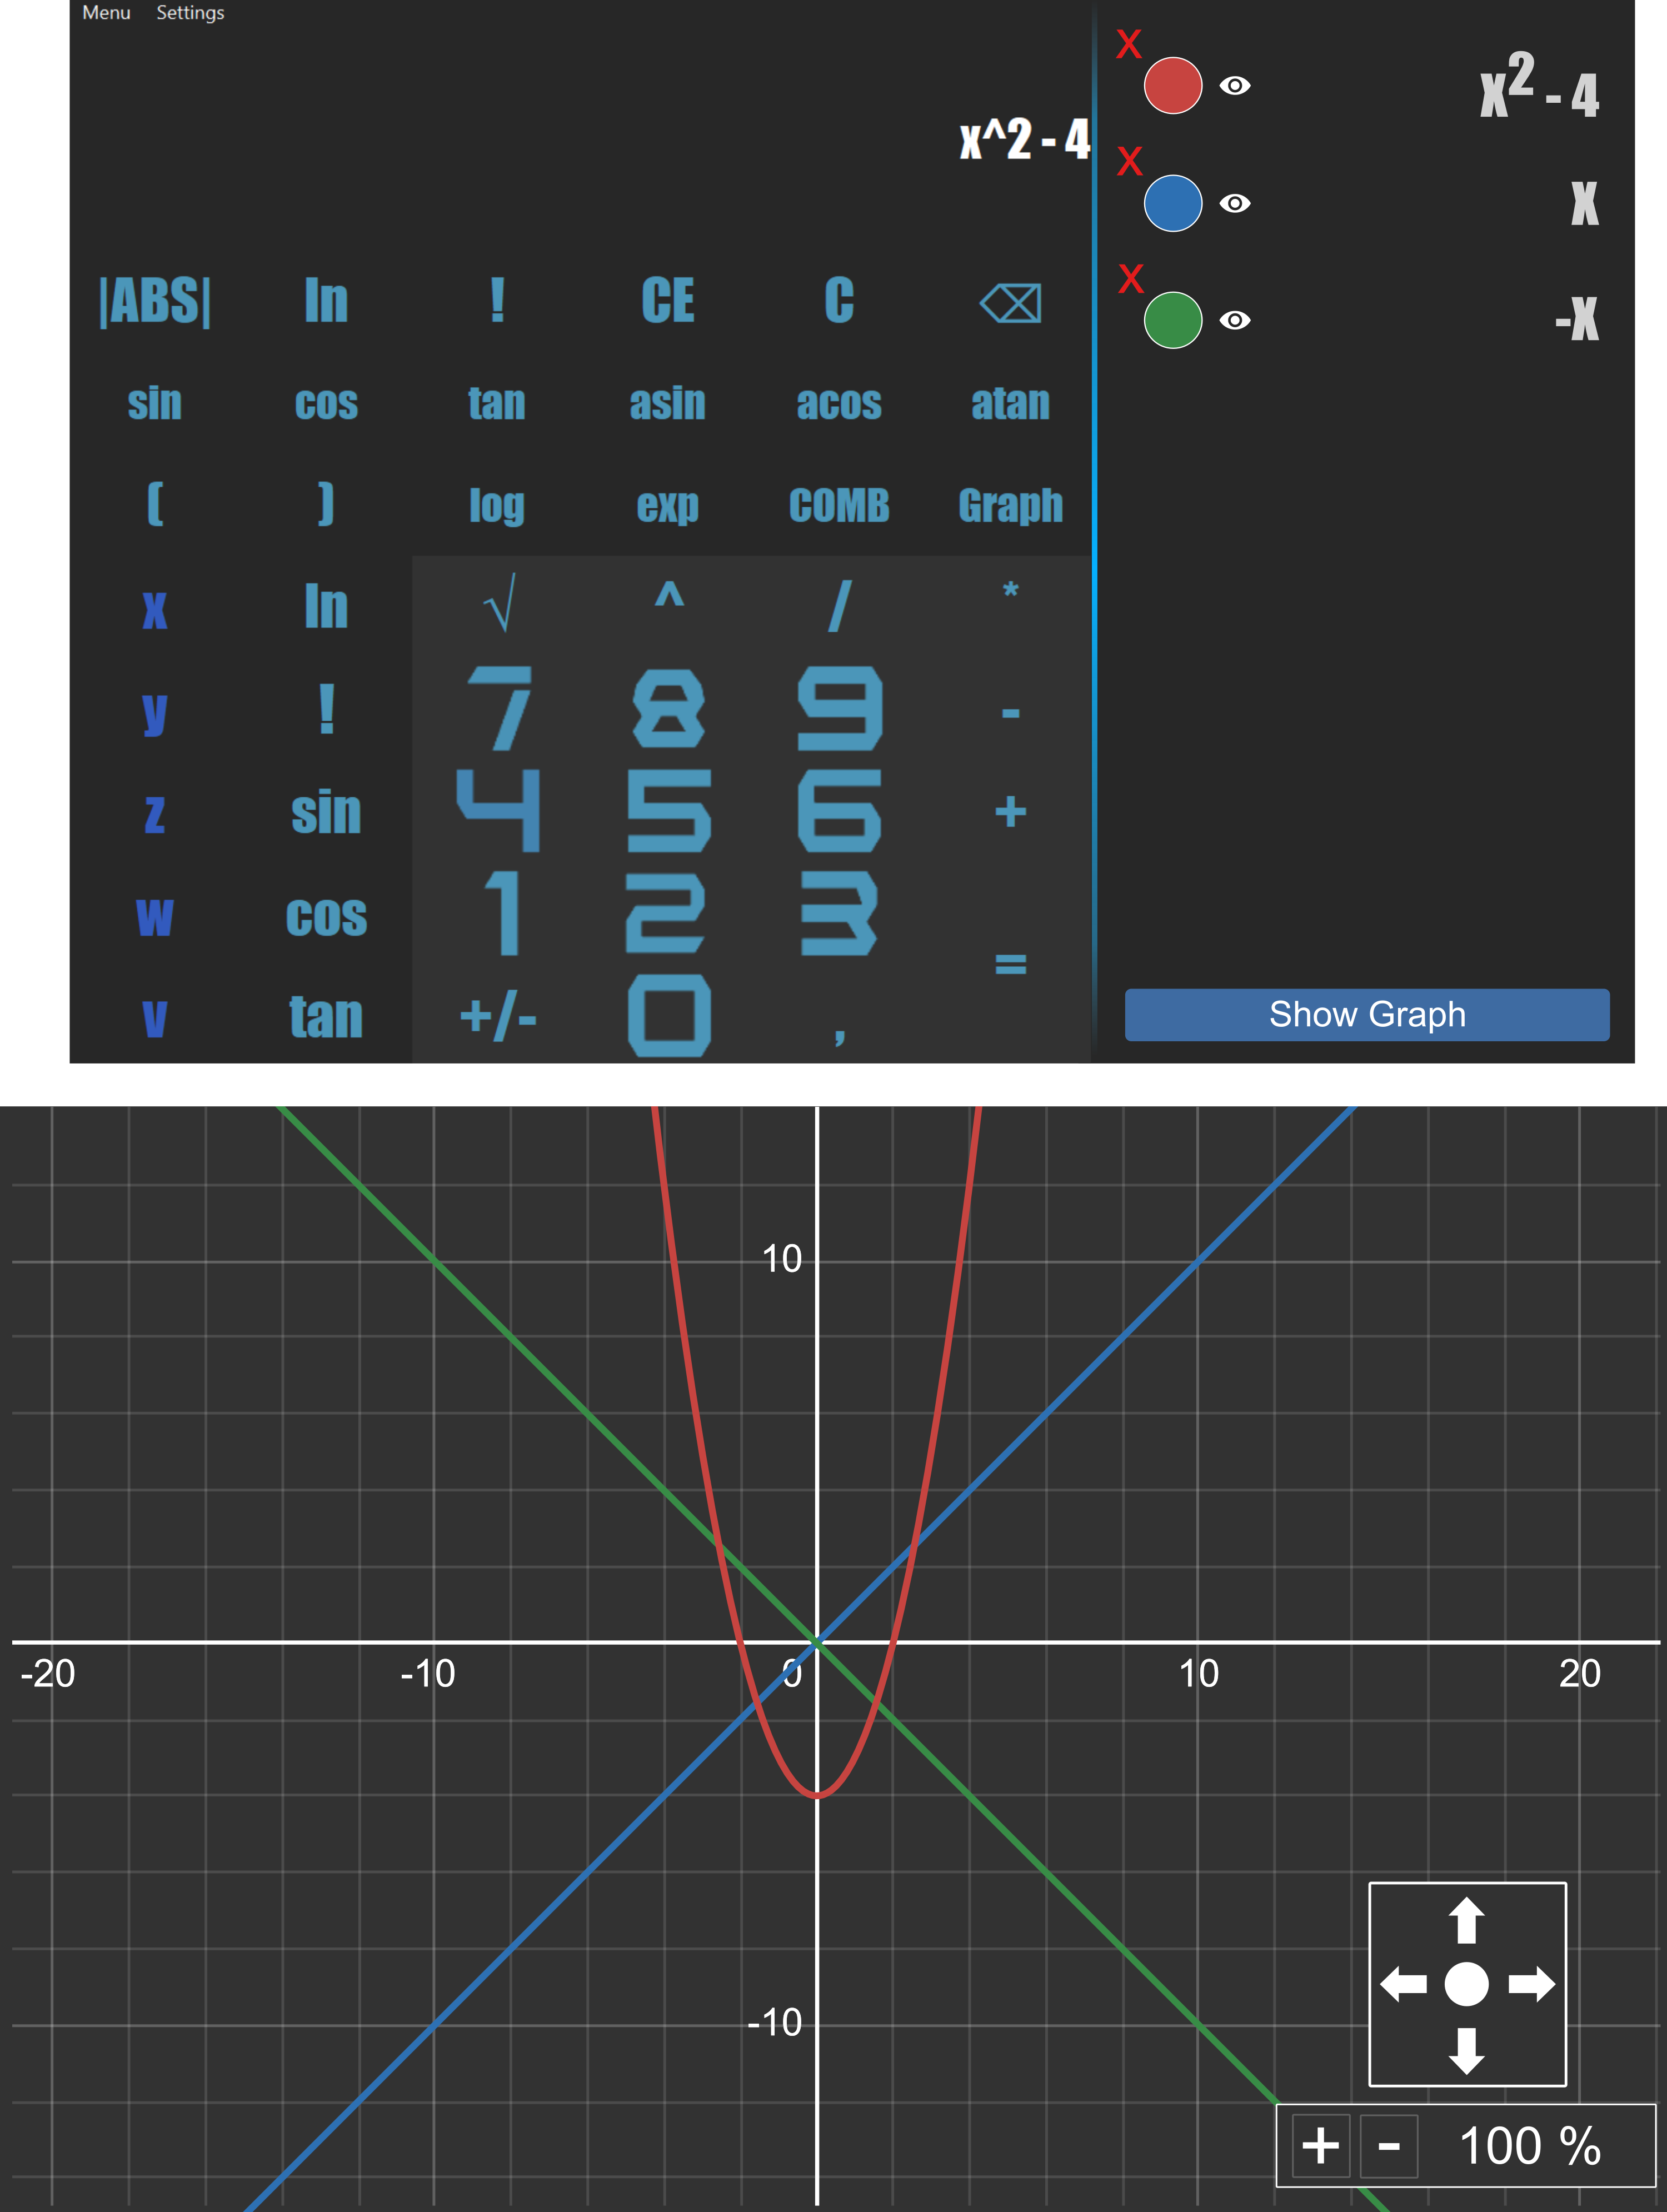 Menu Settings
x^2 - 4
|ABS| ln ! CE C
sin cos tan asin acos atan
( ) log exp COMB Graph
x ln √ ^ / *
y ! 7 8 9 -
z sin 4 5 6 +
w cos 1 2 3 =
v tan +/- 0 ,
X
x² - 4
X
x
X
-x
Show Graph
10
-20 -10 0 10 20
-10
+ - 100 %